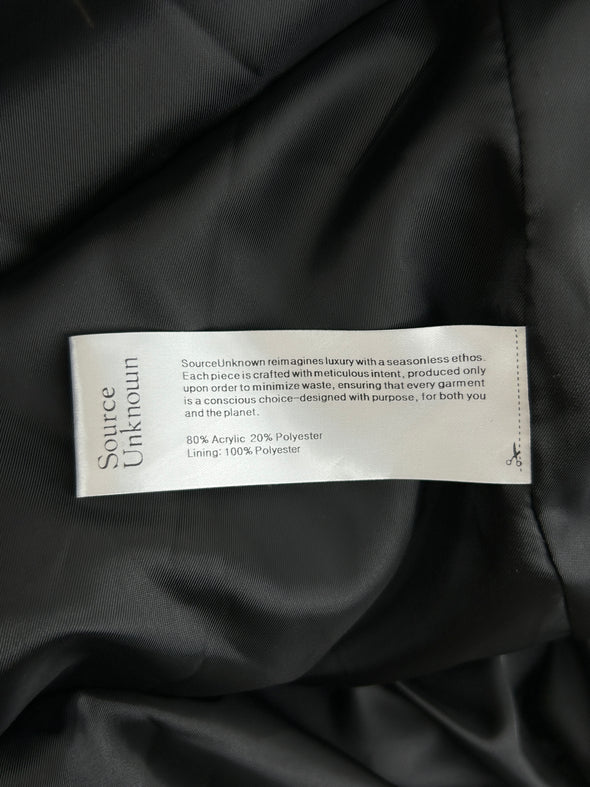 Source
Unknown
SourceUnknown reimagines luxury with a seasonless ethos.
Each piece is crafted with meticulous intent, produced only
upon order to minimize waste, ensuring that every garment
is a conscious choice–designed with purpose, for both you
and the planet.
80% Acrylic 20% Polyester
Lining: 100% Polyester